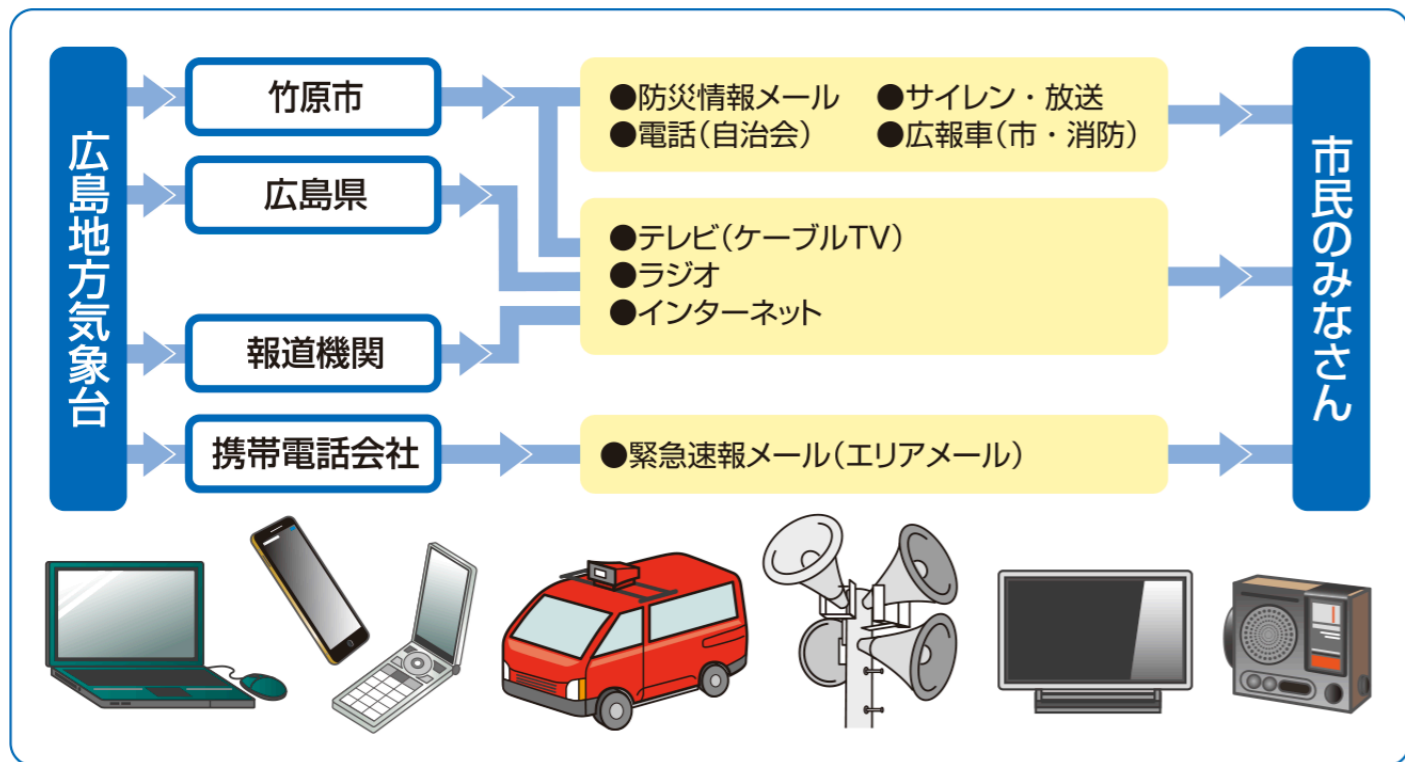 広島地方気象台
竹原市
広島県
報道機関
携帯電話会社
●防災情報メール ●サイレン・放送
●電話(自治会) ●広報車(市・消防)
●テレビ(ケーブルTV)
●ラジオ
●インターネット
●緊急速報メール(エリアメール)
市民のみなさん